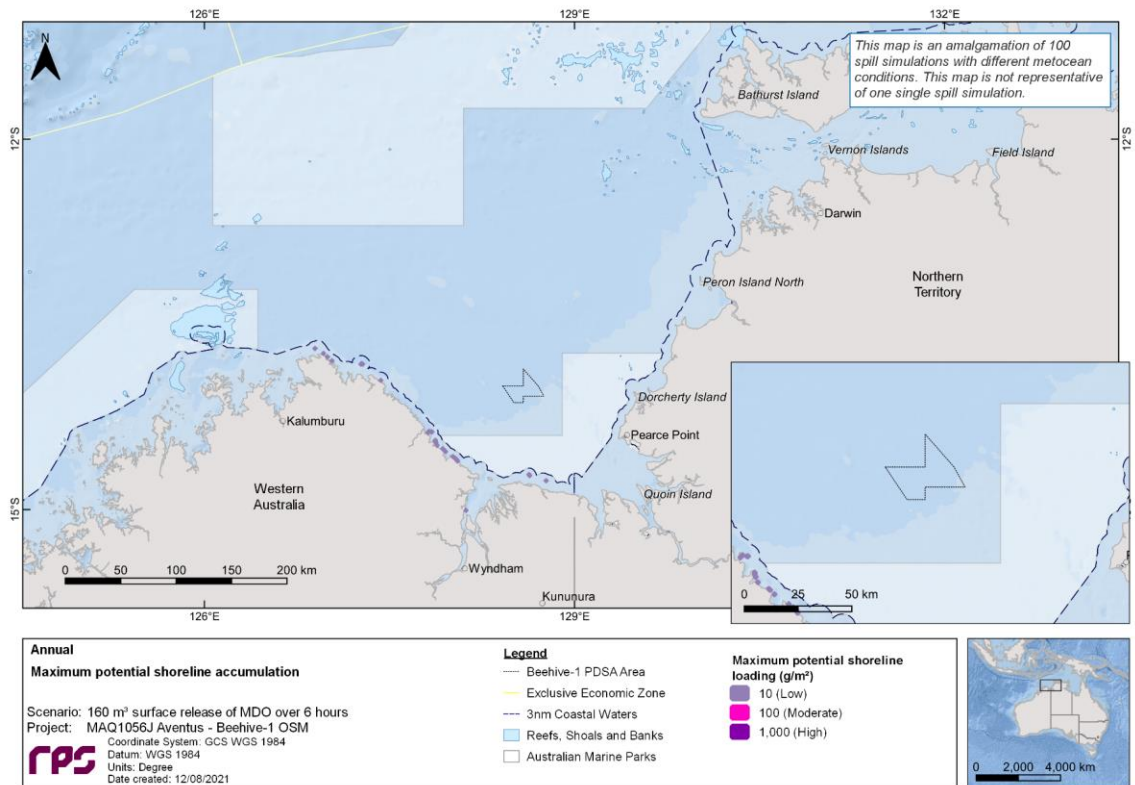 126°E
129°E
132°E
N
This map is an amalgamation of 100
spill simulations with different metocean
conditions. This map is not representative
of one single spill simulation.
Bathurst Island
12°S
12°S
Vernon Islands
Field Island
Darwin
Northern
Territory
Peron Island North
Dorcherty Island
Kalumburu
Pearce Point
Western
Australia
Quoin Island
15°S
15°S
0 50 100 150 200 km
Wyndham
Kununura
0 25 50 km
126°E
129°E
Annual
Maximum potential shoreline accumulation
Scenario: 160 m³ surface release of MDO over 6 hours
Project: MAQ1056J Aventus - Beehive-1 OSM
rps
Coordinate System: GCS WGS 1984
Datum: WGS 1984
Units: Degree
Date created: 12/08/2021
Legend
Beehive-1 PDSA Area
Exclusive Economic Zone
3nm Coastal Waters
Reefs, Shoals and Banks
Australian Marine Parks
Maximum potential shoreline
loading (g/m²)
10 (Low)
100 (Moderate)
1,000 (High)
0 2,000 4,000 km